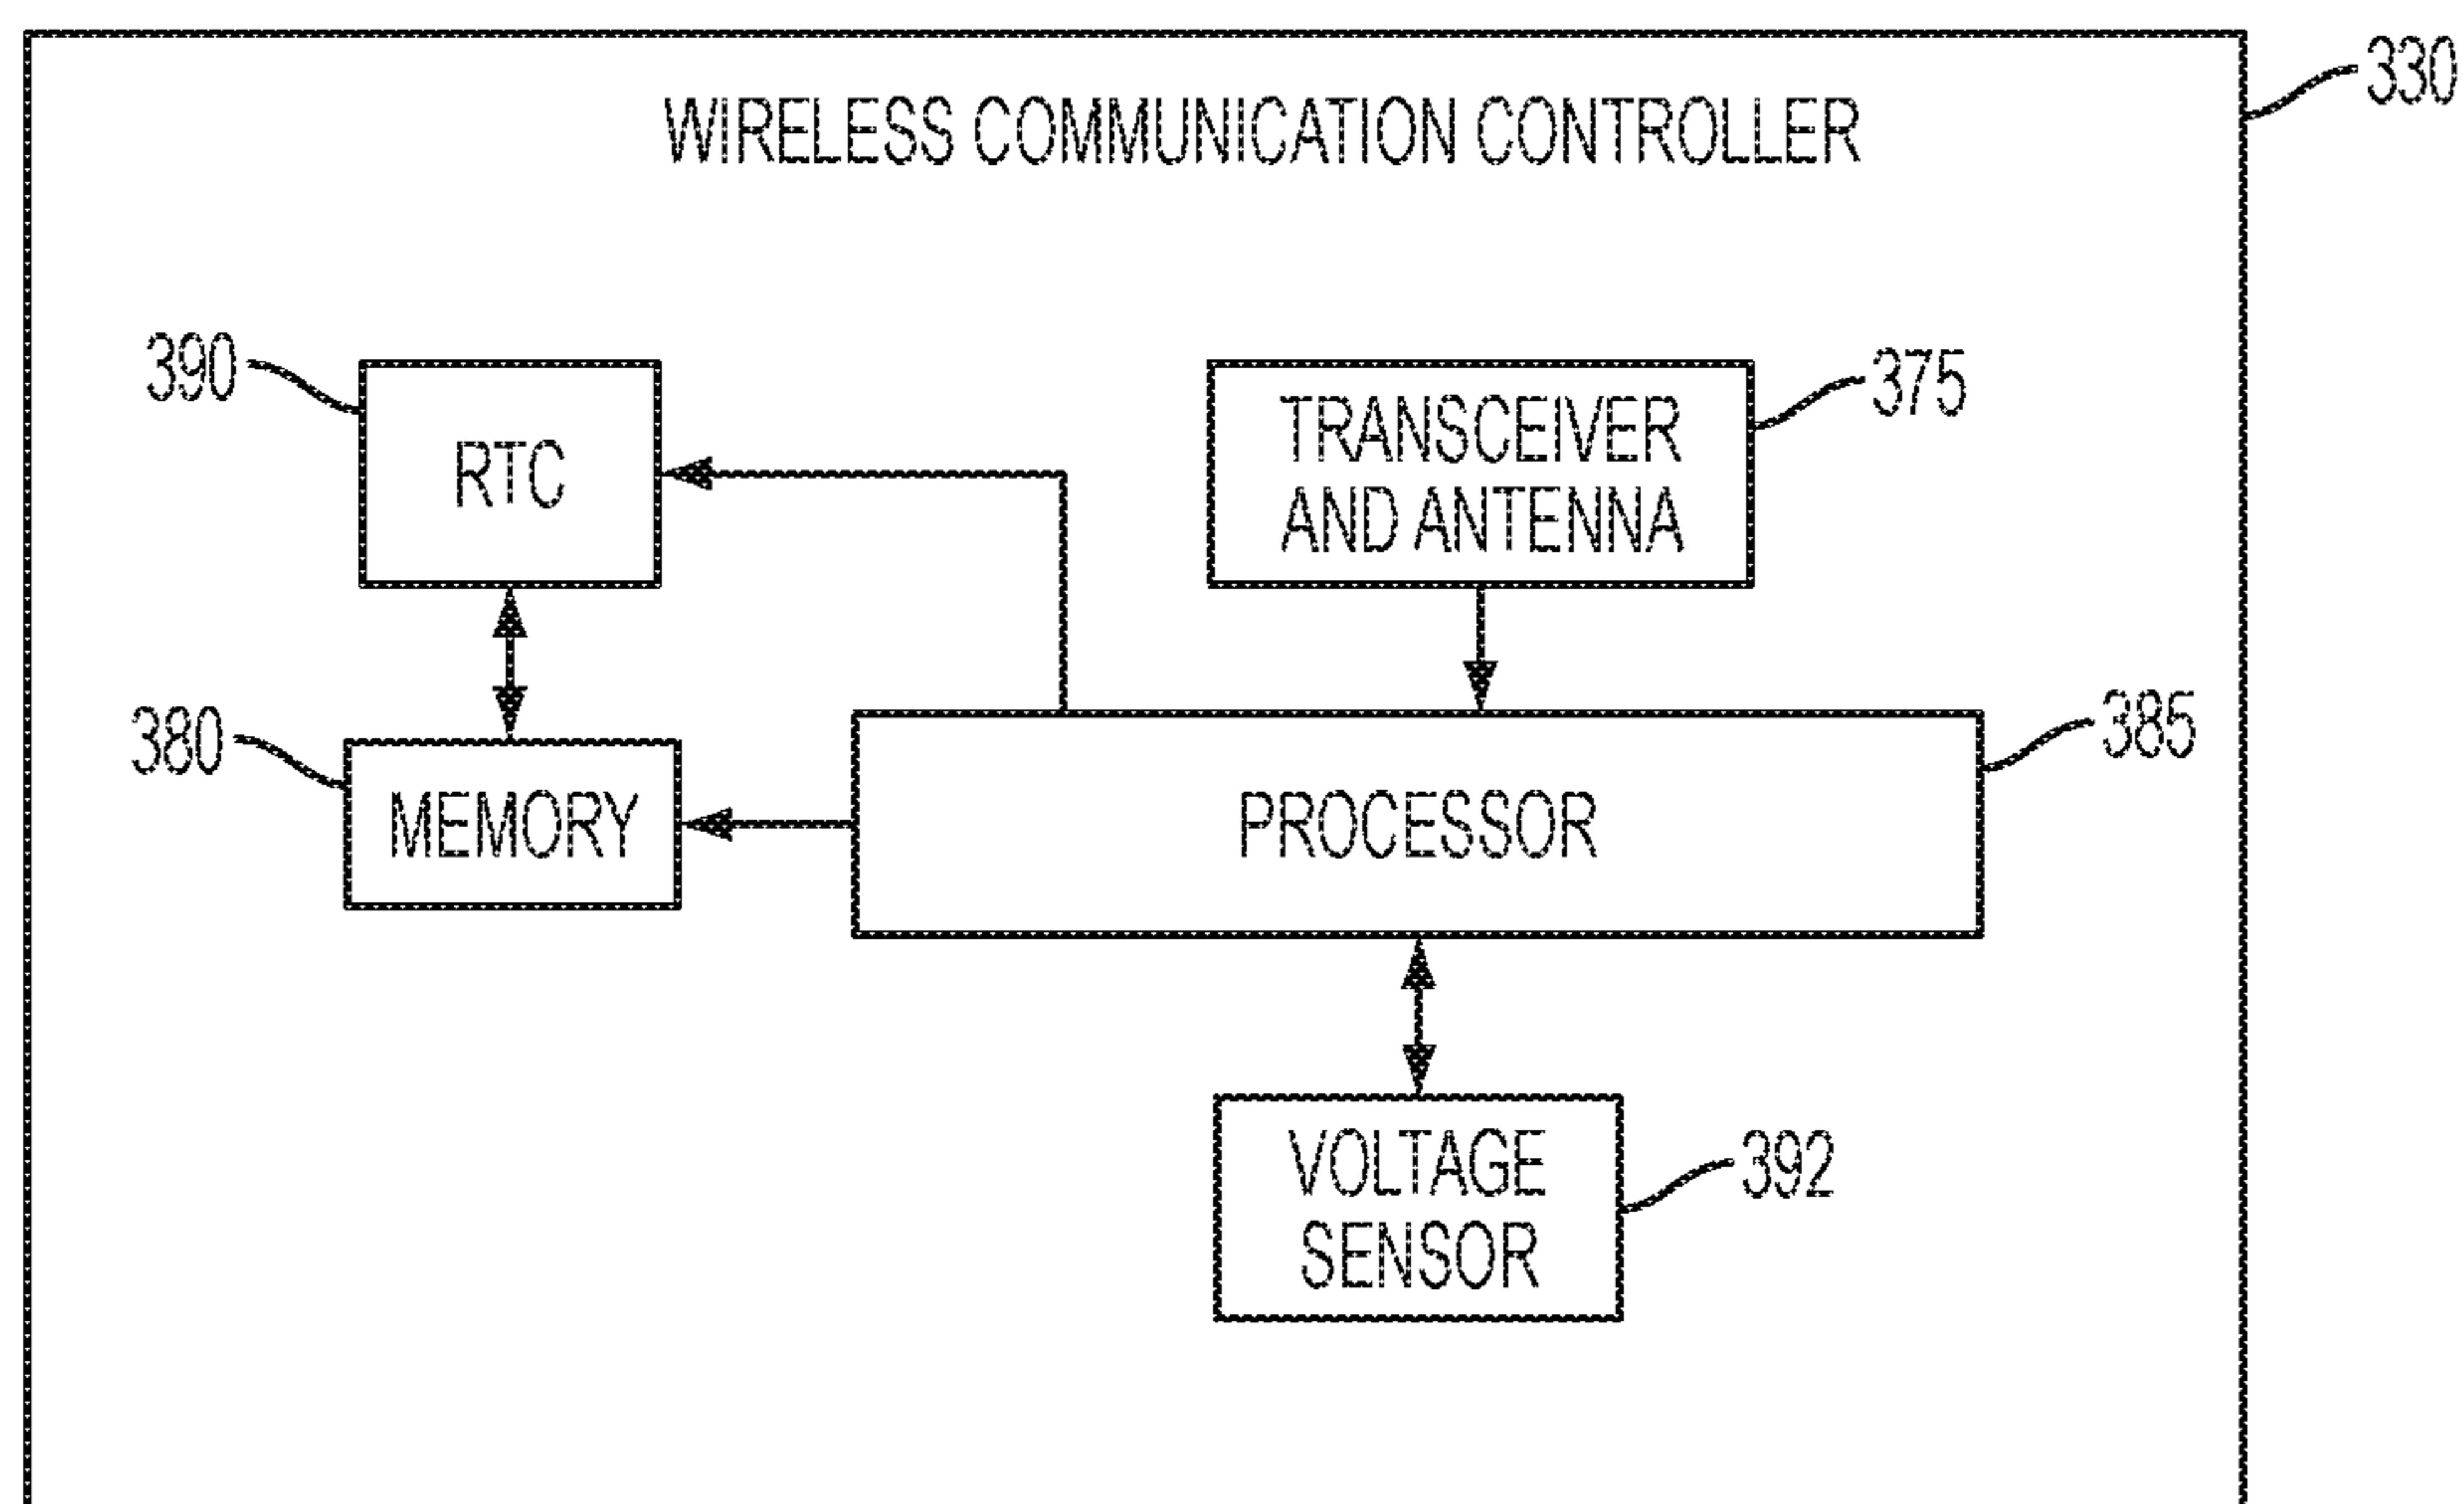 330
WIRELESS COMMUNICATION CONTROLLER
390
RTC
TRANSCEIVER
AND ANTENNA
375
380
MEMORY
PROCESSOR
385
VOLTAGE
SENSOR
392